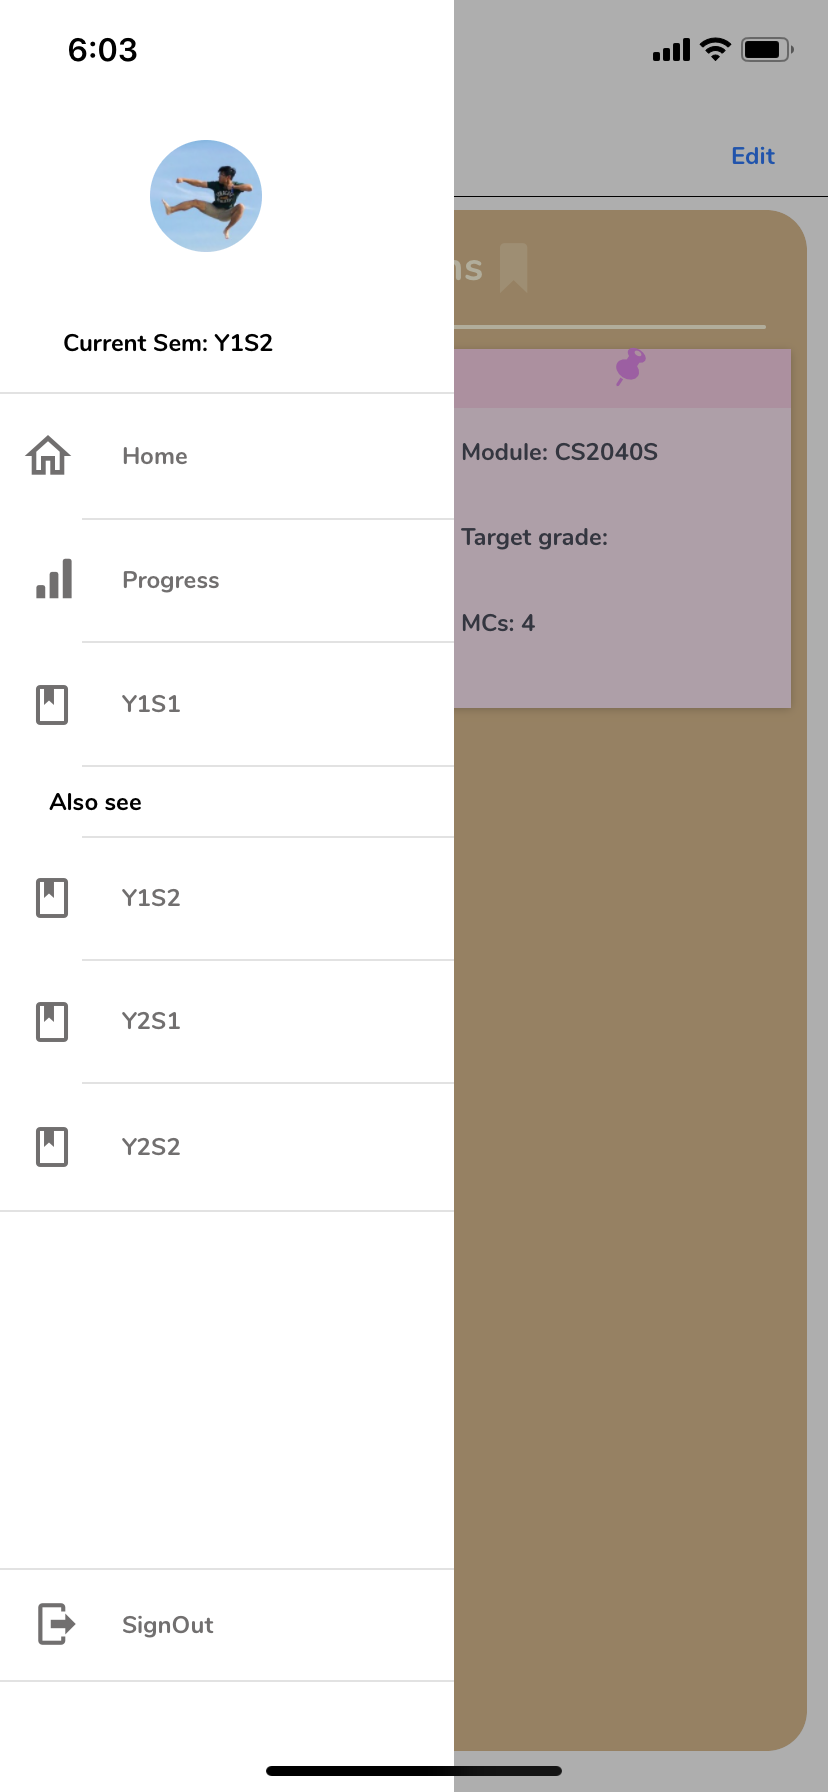 6:03
Edit
Current Sem: Y1S2
Home
Module: CS2040S
Target grade:
Progress
MCs: 4
Y1S1
Also see
Y1S2
Y2S1
Y2S2
SignOut